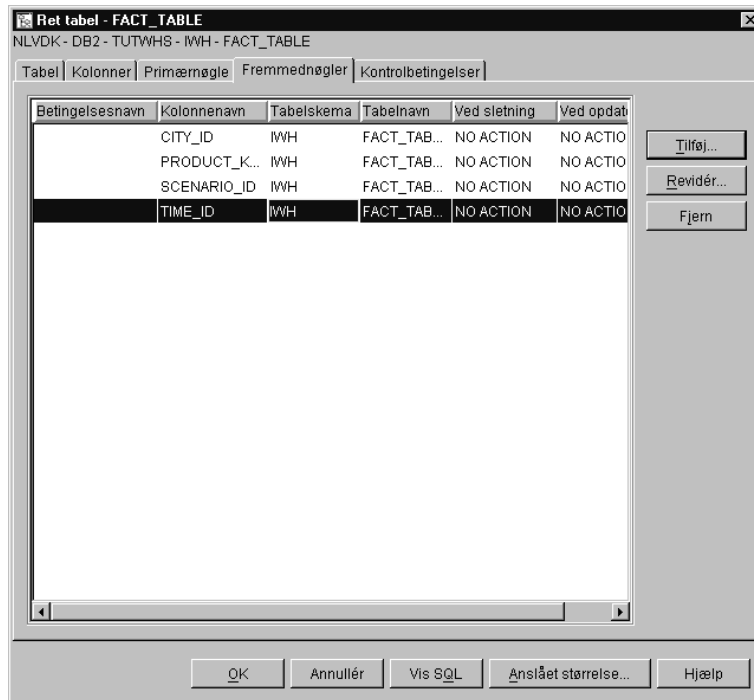 Ret tabel - FACT_TABLE
NLVDK - DB2 - TUTWHS - IWH - FACT_TABLE
Tabel Kolonner Primærnøgle Fremmednøgler Kontrolbetingelser
Betingelsesnavn Kolonnenavn Tabelskema Tabelnavn Ved sletning Ved opdat
CITY_ID IWH FACT_TAB... NO ACTION NO ACTIO
PRODUCT_K... IWH FACT_TAB... NO ACTION NO ACTIO
SCENARIO_ID IWH FACT_TAB... NO ACTION NO ACTIO
TIME_ID IWH FACT_TAB... NO ACTION NO ACTIO
Tilføj...
Revidér...
Fjern
OK Annullér Vis SQL Anslået størrelse... Hjælp